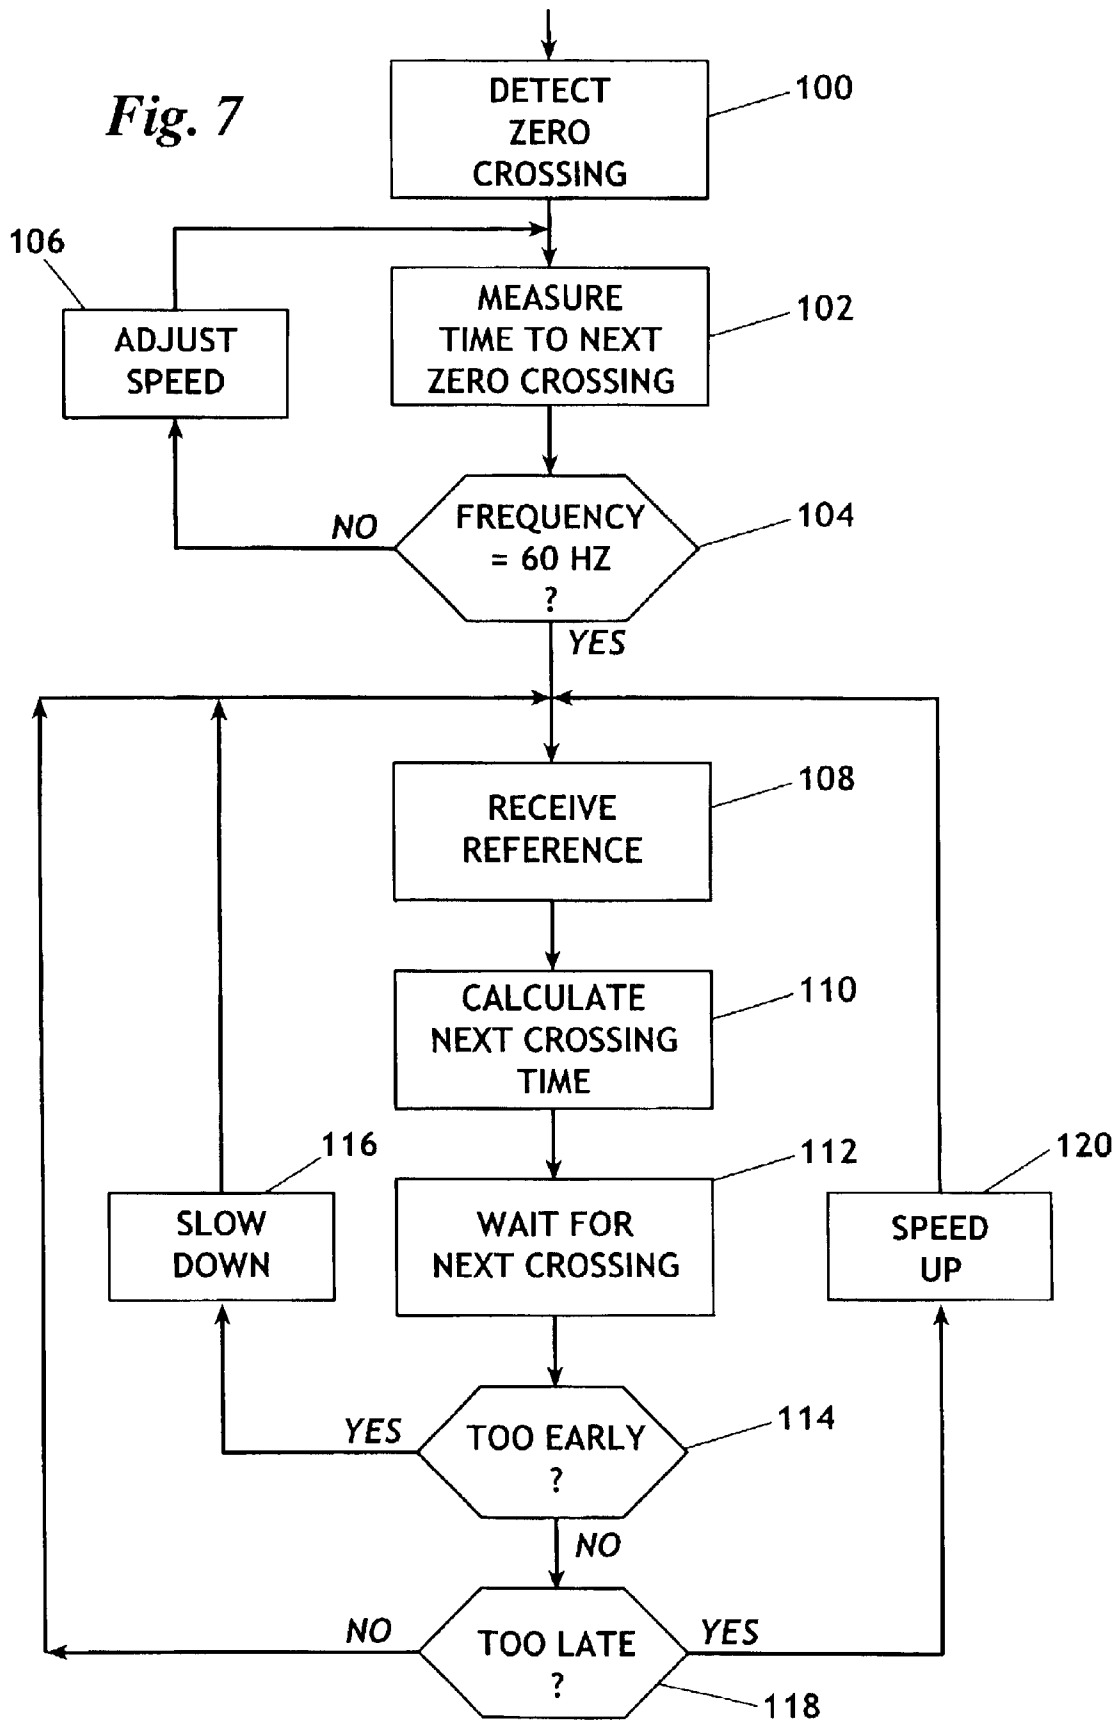 Fig. 7
DETECT
ZERO
CROSSING
100
106
ADJUST
SPEED
MEASURE
TIME TO NEXT
ZERO CROSSING
102
FREQUENCY
= 60 HZ
?
104
NO
YES
RECEIVE
REFERENCE
108
CALCULATE
NEXT CROSSING
TIME
110
116
SLOW
DOWN
WAIT FOR
NEXT CROSSING
112
120
SPEED
UP
YES
TOO EARLY
?
114
NO
NO
TOO LATE
?
YES
118